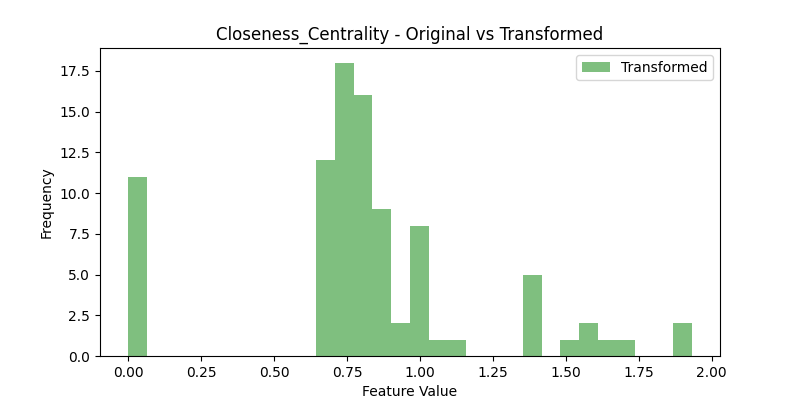 Closeness_Centrality - Original vs Transformed
Transformed
Frequency
17.5
15.0
12.5
10.0
7.5
5.0
2.5
0.0
0.00 0.25 0.50 0.75 1.00 1.25 1.50 1.75 2.00
Feature Value